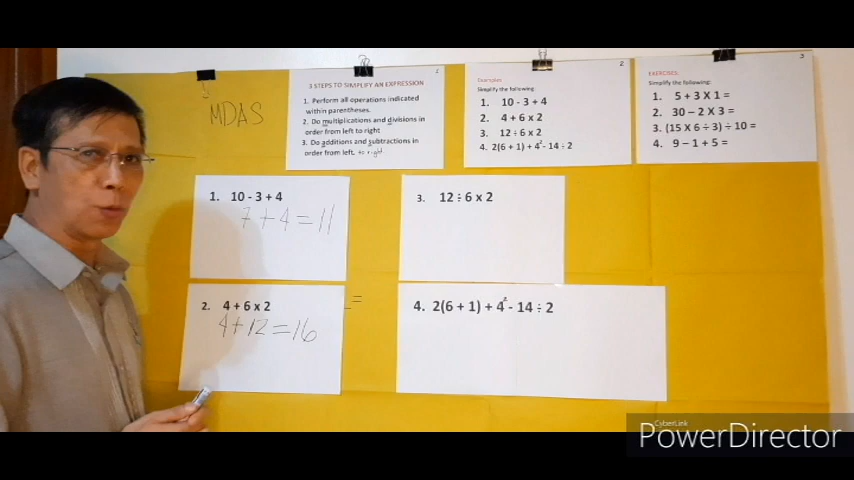 MDAS
1
3 STEPS TO SIMPLIFY AN EXPRESSION
1. Perform all operations indicated
within parentheses.
2. Do multiplications and divisions in
order from left to right
3. Do additions and subtractions in
order from left to right
2
Examples
Simplify the following:
1. 10 - 3 + 4
2. 4 + 6 x 2
3. 12 ÷ 6 x 2
4. 2(6 + 1) + 4² - 14 ÷ 2
3
EXERCISES
Simplify the following:
1. 5 + 3 X 1 =
2. 30 – 2 X 3 =
3. (15 X 6 ÷ 3) ÷ 10 =
4. 9 – 1 + 5 =
1. 10 - 3 + 4
7 + 4 = 11
2. 4 + 6 x 2
4 + 12 = 16
=
3. 12 ÷ 6 x 2
4. 2(6 + 1) + 4² - 14 ÷ 2
CyberLink
PowerDirector